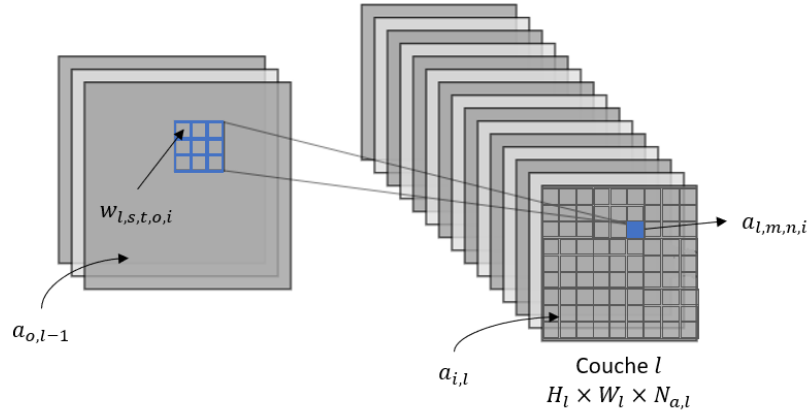 w_{l,s,t,o,i}
a_{o,l−1}
a_{l,m,n,i}
a_{i,l}
Couche l
H_l × W_l × N_{a,l}